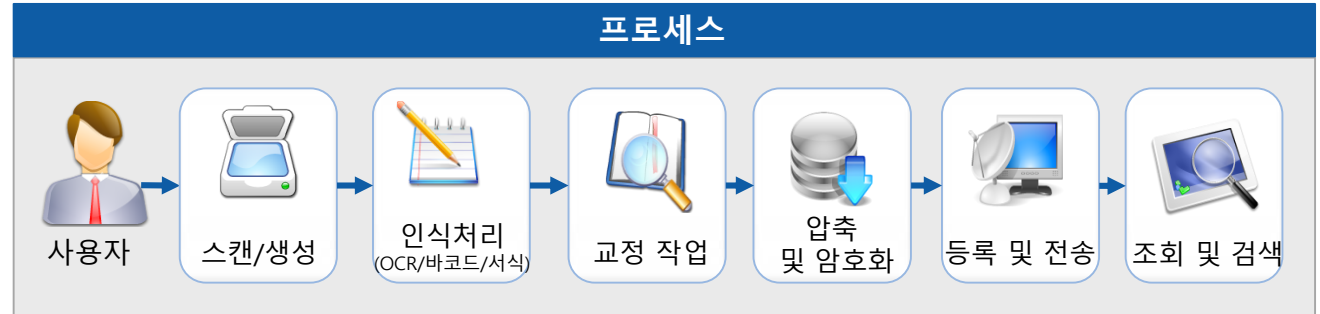 프로세스
사용자
스캔/생성
인식처리
(OCR/바코드/서식)
교정 작업
압축
및 암호화
등록 및 전송
조회 및 검색